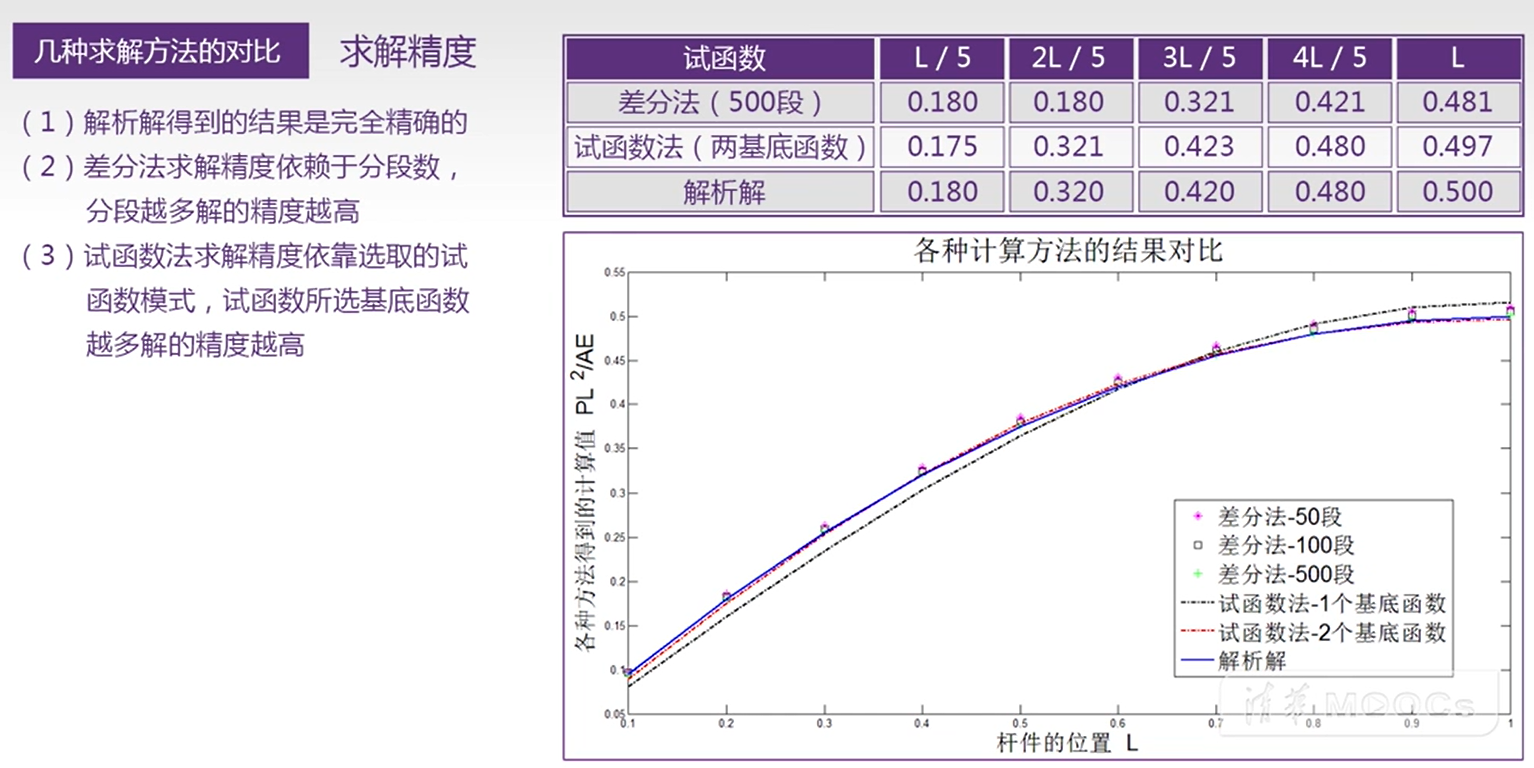 几种求解方法的对比 求解精度
（1）解析解得到的结果是完全精确的
（2）差分法求解精度依赖于分段数，
分段越多解的精度越高
（3）试函数法求解精度依靠选取的试
函数模式，试函数所选基底函数
越多解的精度越高
试函数 L / 5 2L / 5 3L / 5 4L / 5 L
差分法（500段） 0.180 0.180 0.321 0.421 0.481
试函数法（两基底函数） 0.175 0.321 0.423 0.480 0.497
解析解 0.180 0.320 0.420 0.480 0.500
各种计算方法的结果对比
各种方法得到的计算值 PL 2/AE
0.55
0.5
0.45
0.4
0.35
0.3
0.25
0.2
0.15
0.1
0.05
差分法-50段
差分法-100段
差分法-500段
试函数法-1个基底函数
试函数法-2个基底函数
解析解
0.1 0.2 0.3 0.4 0.5 0.6 0.7 0.8 0.9 1
杆件的位置 L
清华MOOCs